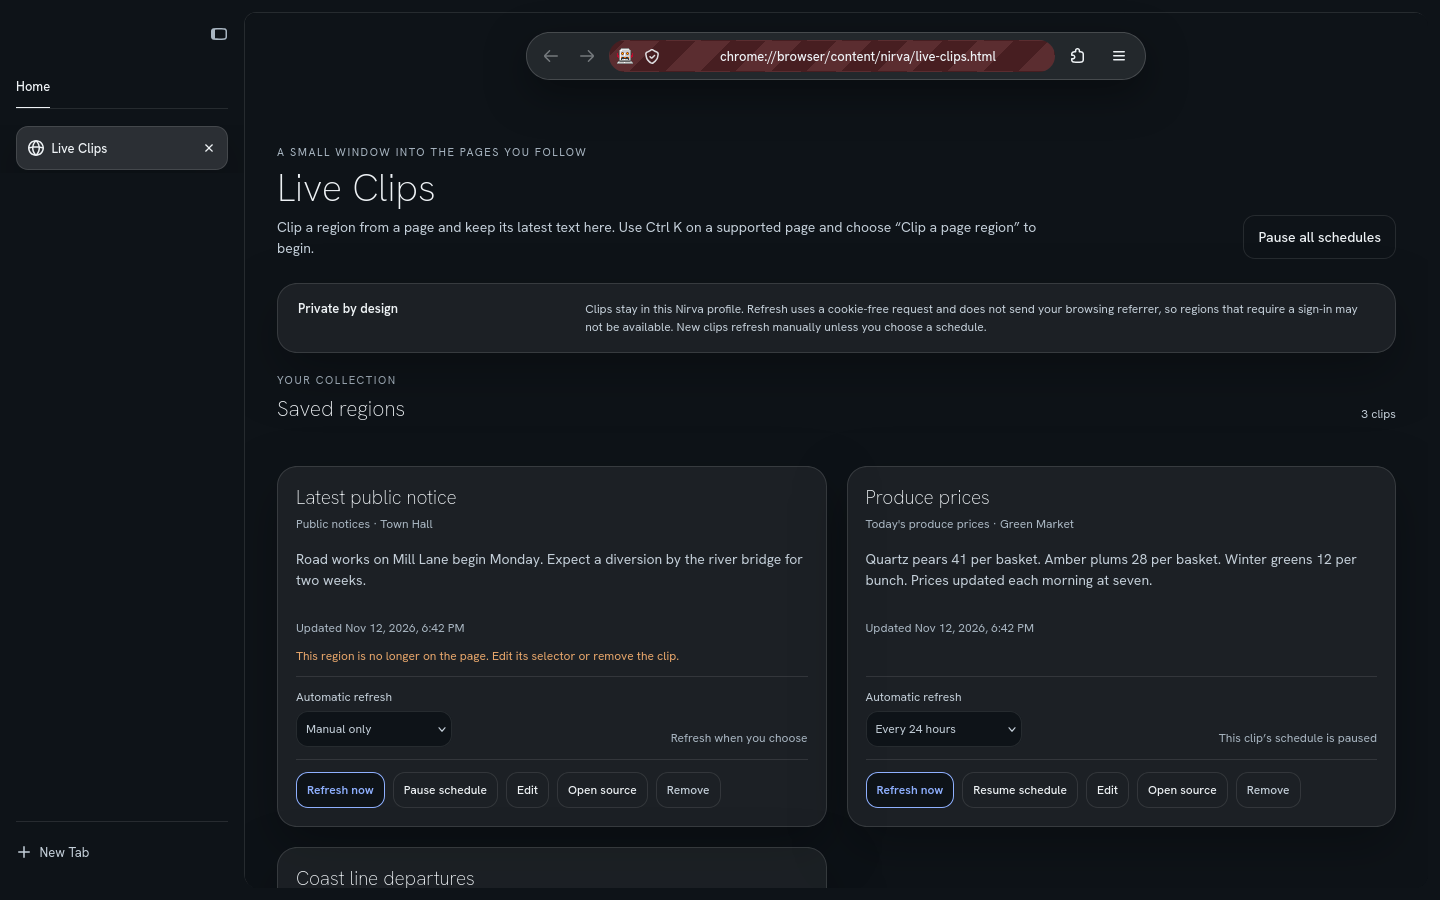 chrome://browser/content/nirva/live-clips.html
Home
Live Clips
New Tab
A SMALL WINDOW INTO THE PAGES YOU FOLLOW
Live Clips
Clip a region from a page and keep its latest text here. Use Ctrl K on a supported page and choose “Clip a page region” to
begin.
Pause all schedules
Private by design
Clips stay in this Nirva profile. Refresh uses a cookie-free request and does not send your browsing referrer, so regions that require a sign-in may
not be available. New clips refresh manually unless you choose a schedule.
YOUR COLLECTION
Saved regions
3 clips
Latest public notice
Public notices · Town Hall
Road works on Mill Lane begin Monday. Expect a diversion by the river bridge for
two weeks.
Updated Nov 12, 2026, 6:42 PM
This region is no longer on the page. Edit its selector or remove the clip.
Automatic refresh
Manual only
Refresh when you choose
Refresh now
Pause schedule
Edit
Open source
Remove
Produce prices
Today's produce prices · Green Market
Quartz pears 41 per basket. Amber plums 28 per basket. Winter greens 12 per
bunch. Prices updated each morning at seven.
Updated Nov 12, 2026, 6:42 PM
Automatic refresh
Every 24 hours
This clip’s schedule is paused
Refresh now
Resume schedule
Edit
Open source
Remove
Coast line departures